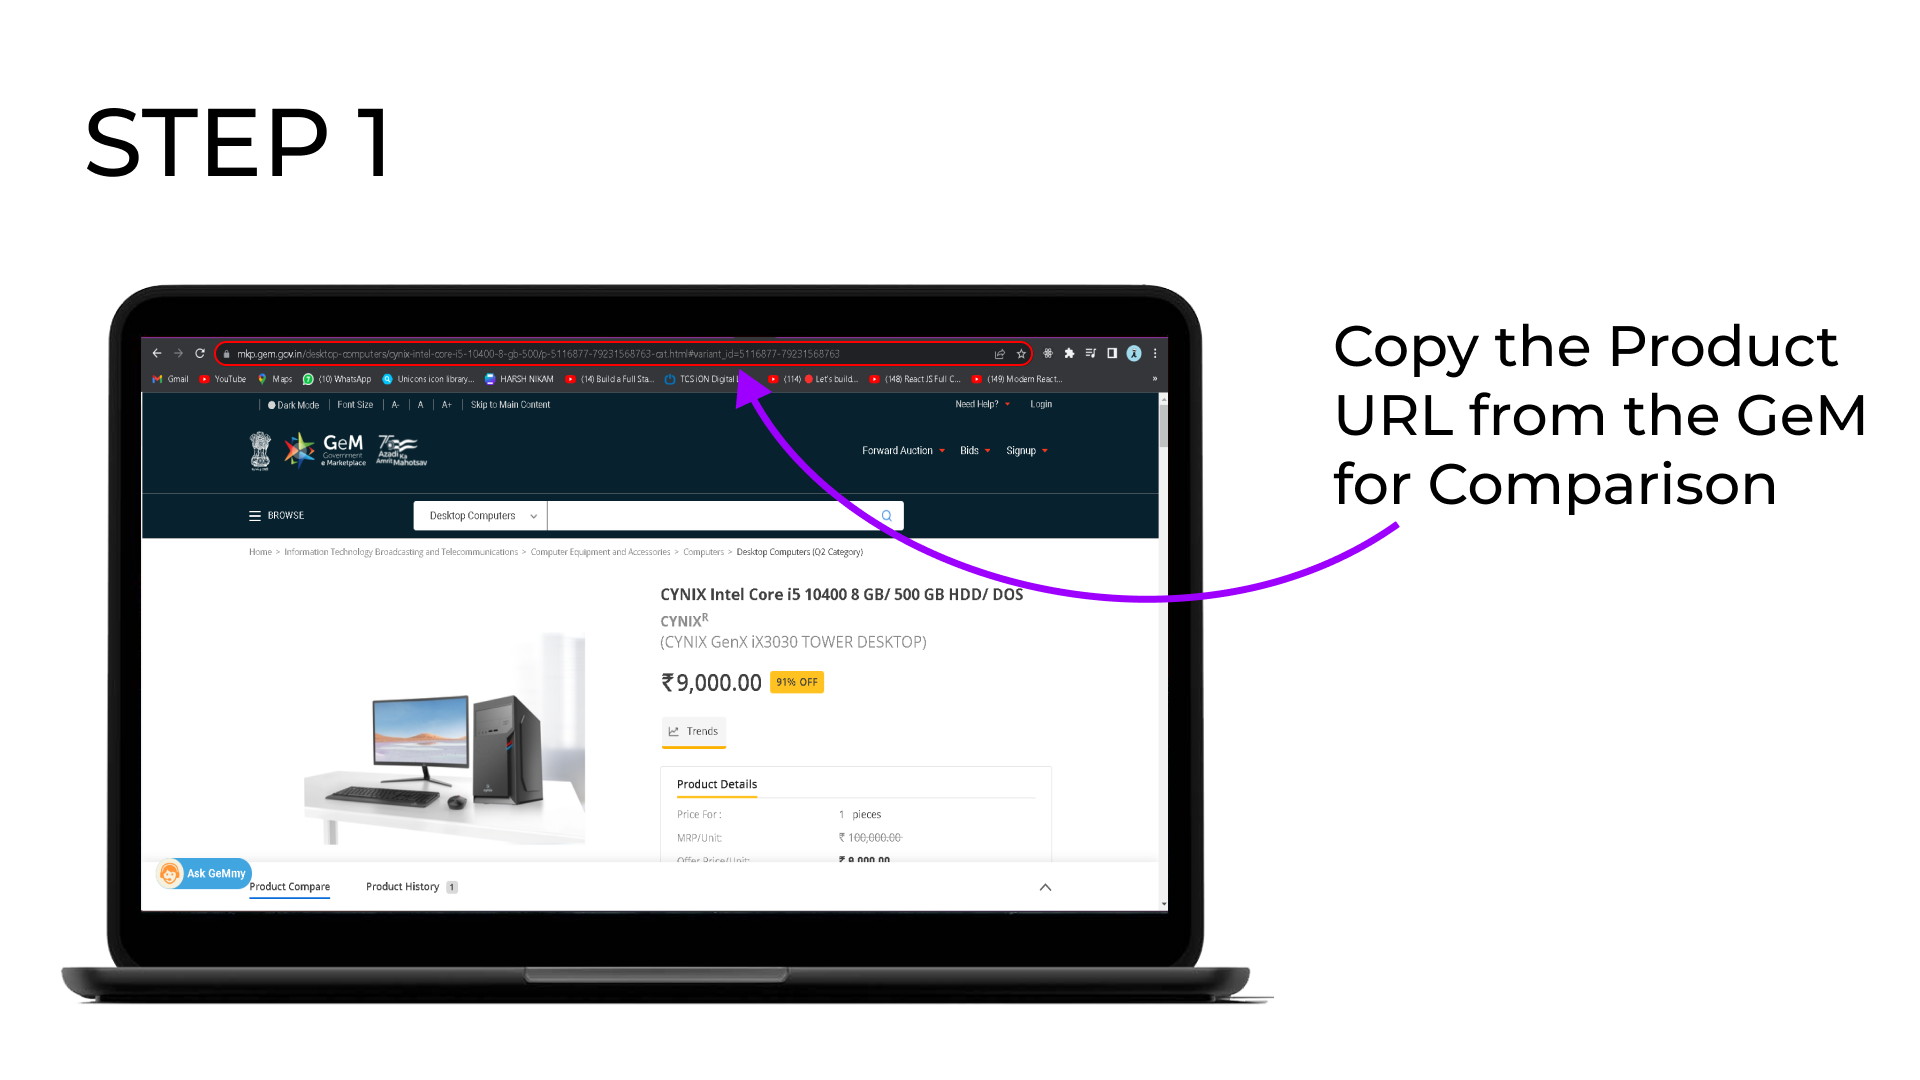 STEP 1
mkp.gem.gov.in/desktop-computers/cynix-intel-core-i5-10400-8-gb-500/p-5116877-79231568763-cat.html#variant_id=5116877-79231568763
Gmail YouTube Maps (10) WhatsApp Unicons icon library... HARSH NIKAM (14) Build a Full Sta... TCS iON Digital (114) Let's build... (148) React JS Full C... (149) Modern React... »
Dark Mode Font Size A- A A+ Skip to Main Content Need Help? Login
GeM
Government
e Marketplace
75
Azadi Ka
Amrit Mahotsav
Forward Auction Bids Signup
BROWSE
Desktop Computers
Home > Information Technology Broadcasting and Telecommunications > Computer Equipment and Accessories > Computers > Desktop Computers (Q2 Category)
CYNIX Intel Core i5 10400 8 GB/ 500 GB HDD/ DOS
CYNIXR
(CYNIX GenX iX3030 TOWER DESKTOP)
₹9,000.00 91% OFF
Trends
Product Details
Price For : 1 pieces
MRP/Unit: ₹ 100,000.00
Offer Price/Unit: ₹ 9,000.00
Ask GeMmy
Product Compare Product History 1
Copy the Product
URL from the GeM
for Comparison